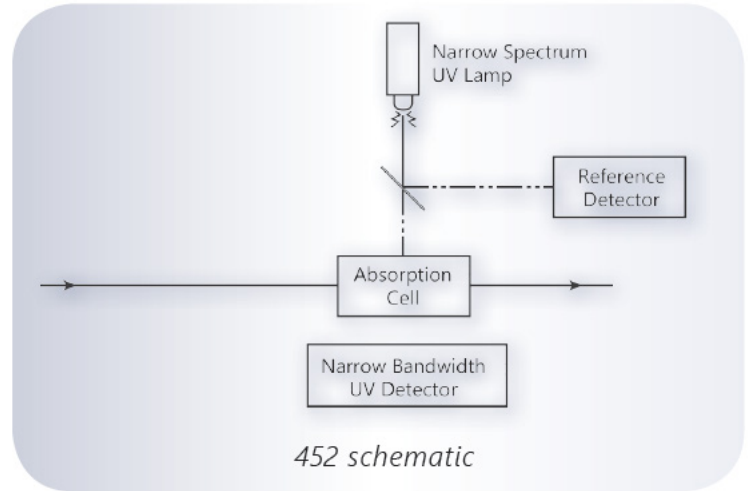 Narrow Spectrum
UV Lamp
Reference
Detector
Absorption
Cell
Narrow Bandwidth
UV Detector
452 schematic